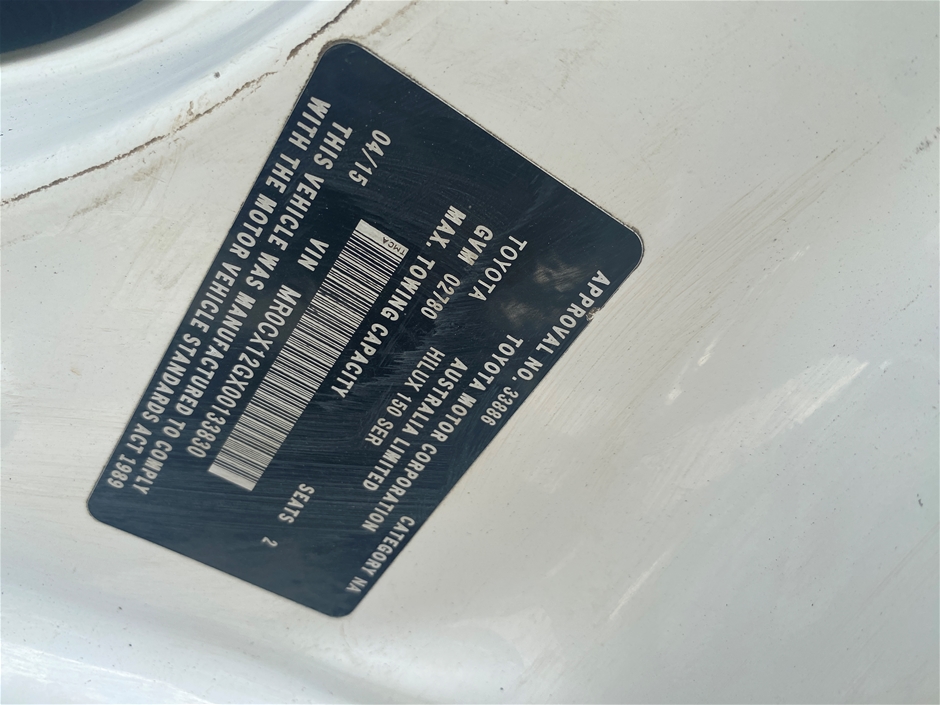 APPROVAL NO. 33886 CATEGORY NA
TOYOTA MOTOR CORPORATION
TOYOTA AUSTRALIA LIMITED
HILUX 150 SER
GVM 02780
MAX. TOWING CAPACITY
SEATS 2
TMCA
04/15 VIN MR0CX12GX00133830
THIS VEHICLE WAS MANUFACTURED TO COMPLY
WITH THE MOTOR VEHICLE STANDARDS ACT 1989